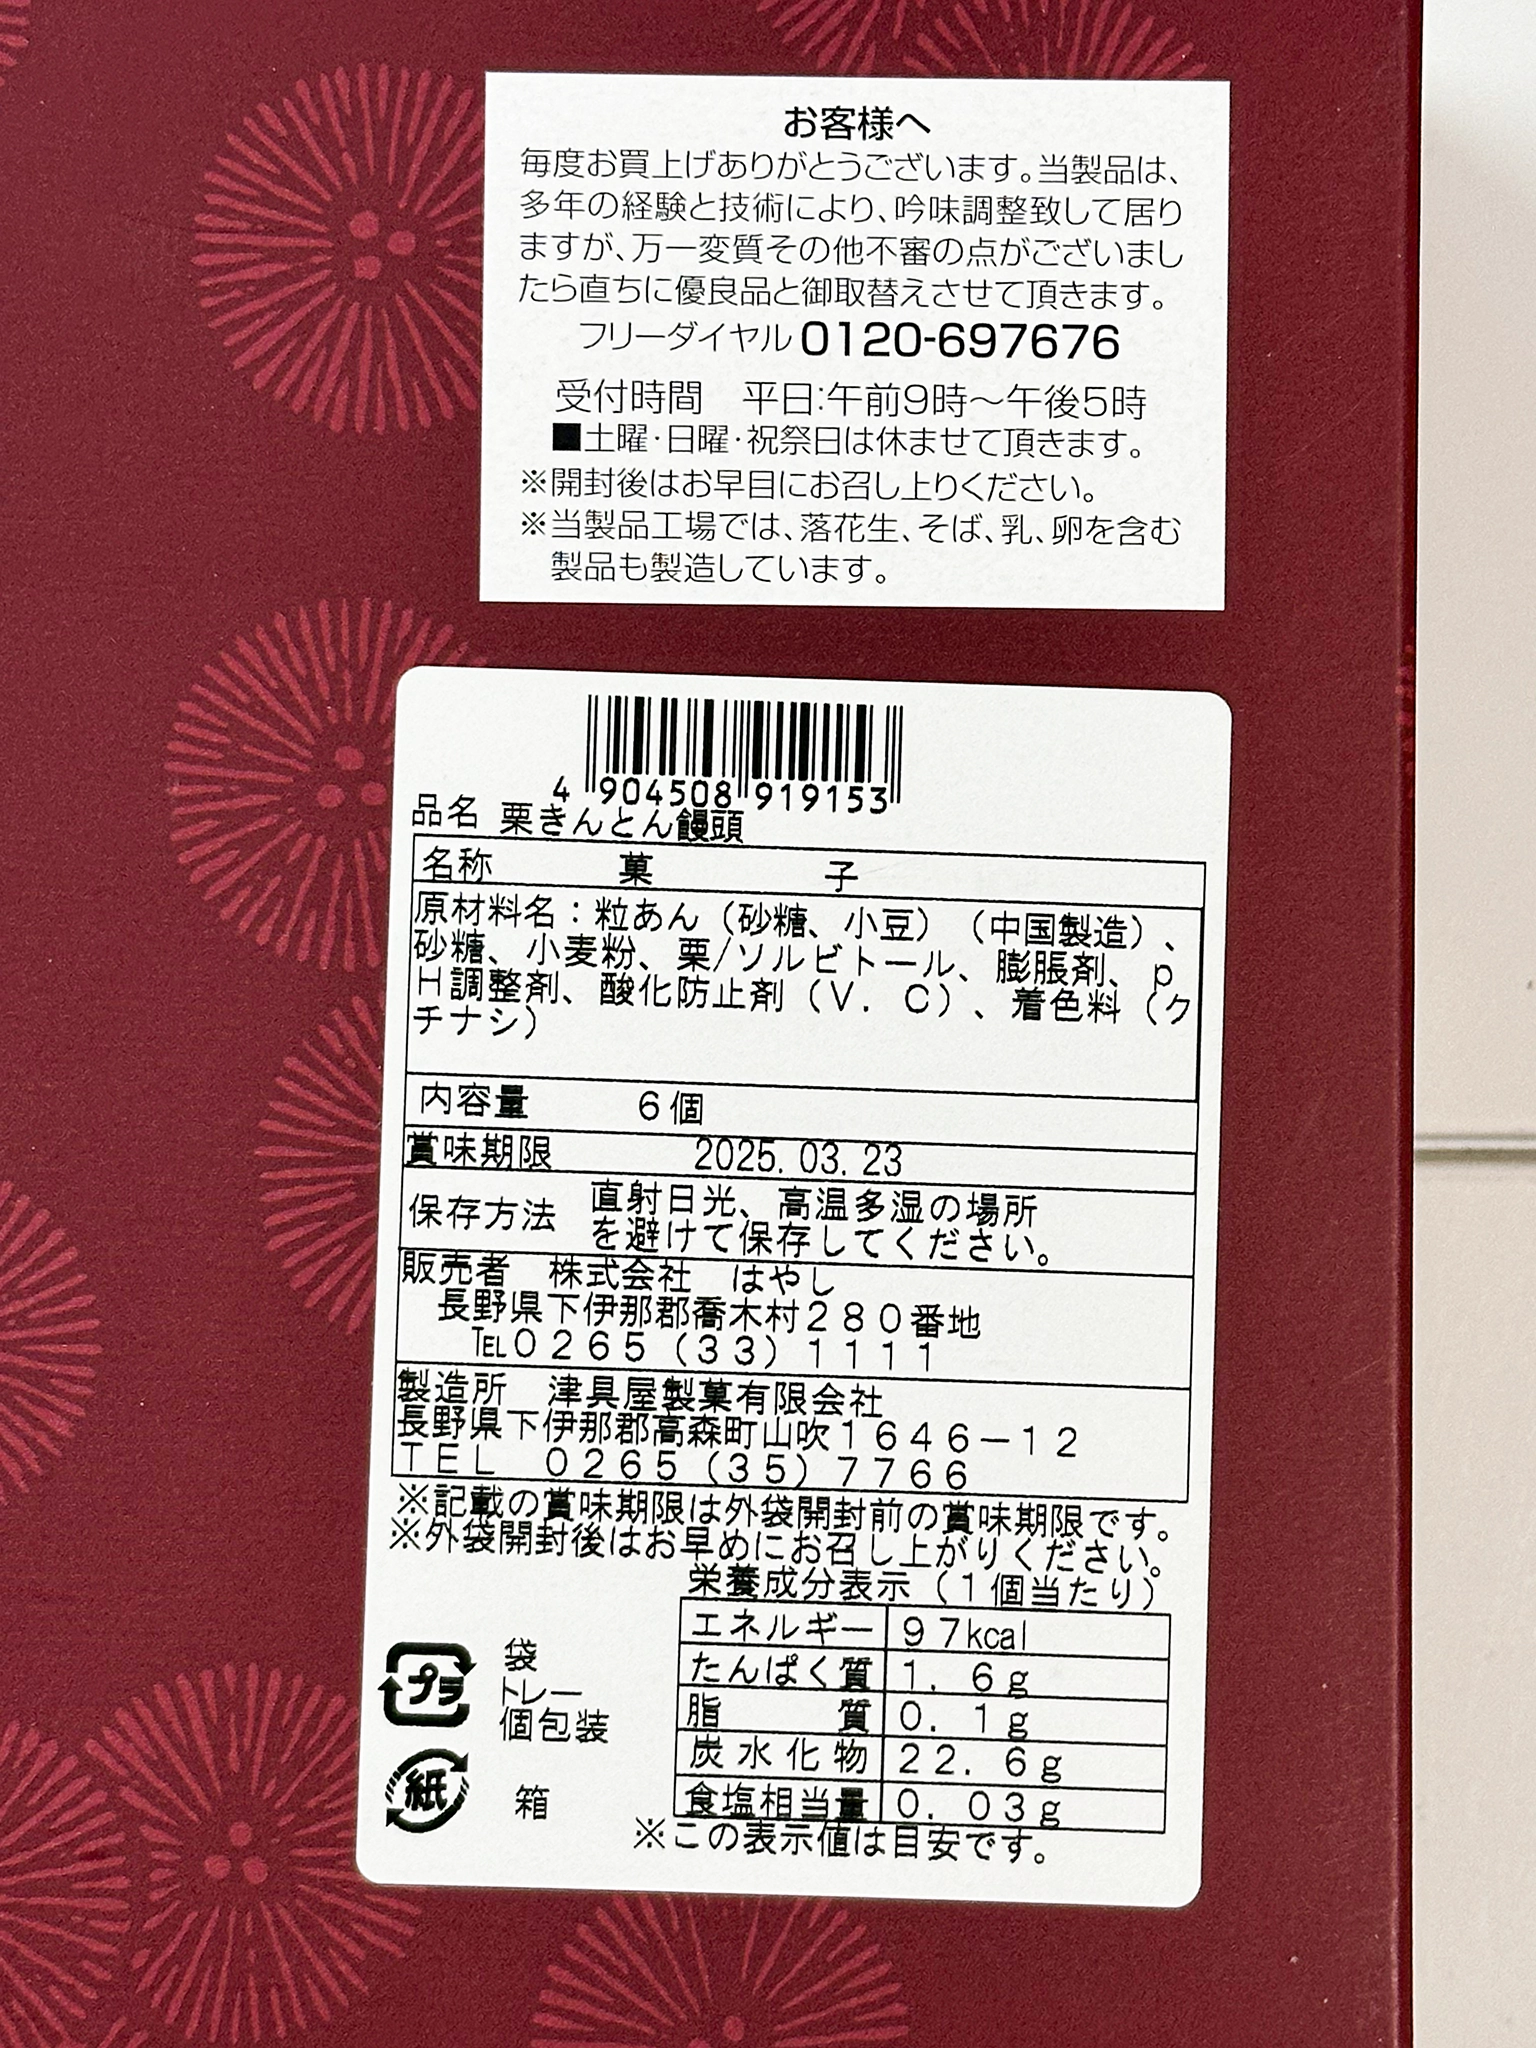 お客様へ
毎度お買上げありがとうございます。当製品は、
多年の経験と技術により、吟味調整致して居り
ますが、万一変質その他不審の点がございまし
たら直ちに優良品と御取替えさせて頂きます。
フリーダイヤル0120-697676
受付時間　平日:午前9時〜午後5時
■土曜・日曜・祝祭日は休ませて頂きます。
※開封後はお早目にお召し上りください。
※当製品工場では、落花生、そば、乳、卵を含む
製品も製造しています。
4 904508 919153
品名 栗きんとん饅頭
名称　菓　子
原材料名：粒あん（砂糖、小豆）（中国製造）、
砂糖、小麦粉、栗/ソルビトール、膨脹剤、p
H調整剤、酸化防止剤（V．C）、着色料（ク
チナシ）
内容量　6個
賞味期限　2025.03.23
保存方法　直射日光、高温多湿の場所
を避けて保存してください。
販売者　株式会社　はやし
長野県下伊那郡喬木村280番地
℡0265（33）1111
製造所　津具屋製菓有限会社
長野県下伊那郡高森町山吹1646−12
TEL　0265（35）7766
※記載の賞味期限は外袋開封前の賞味期限です。
※外袋開封後はお早めにお召し上がりください。
栄養成分表示（1個当たり）
エネルギー　97kcal
たんぱく質　1．6g
脂質　0．1g
炭水化物　22．6g
食塩相当量　0．03g
※この表示値は目安です。
プラ
袋
トレー
個包装
紙
箱